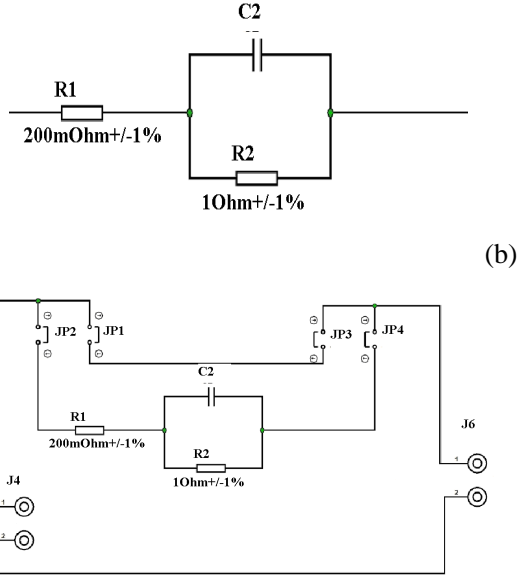 C2
--
R1
200mOhm+/-1%
R2
1Ohm+/-1%
(b)
JP2
JP1
JP3
JP4
C2
--
R1
200mOhm+/-1%
R2
1Ohm+/-1%
J6
1
2
J4
1
2